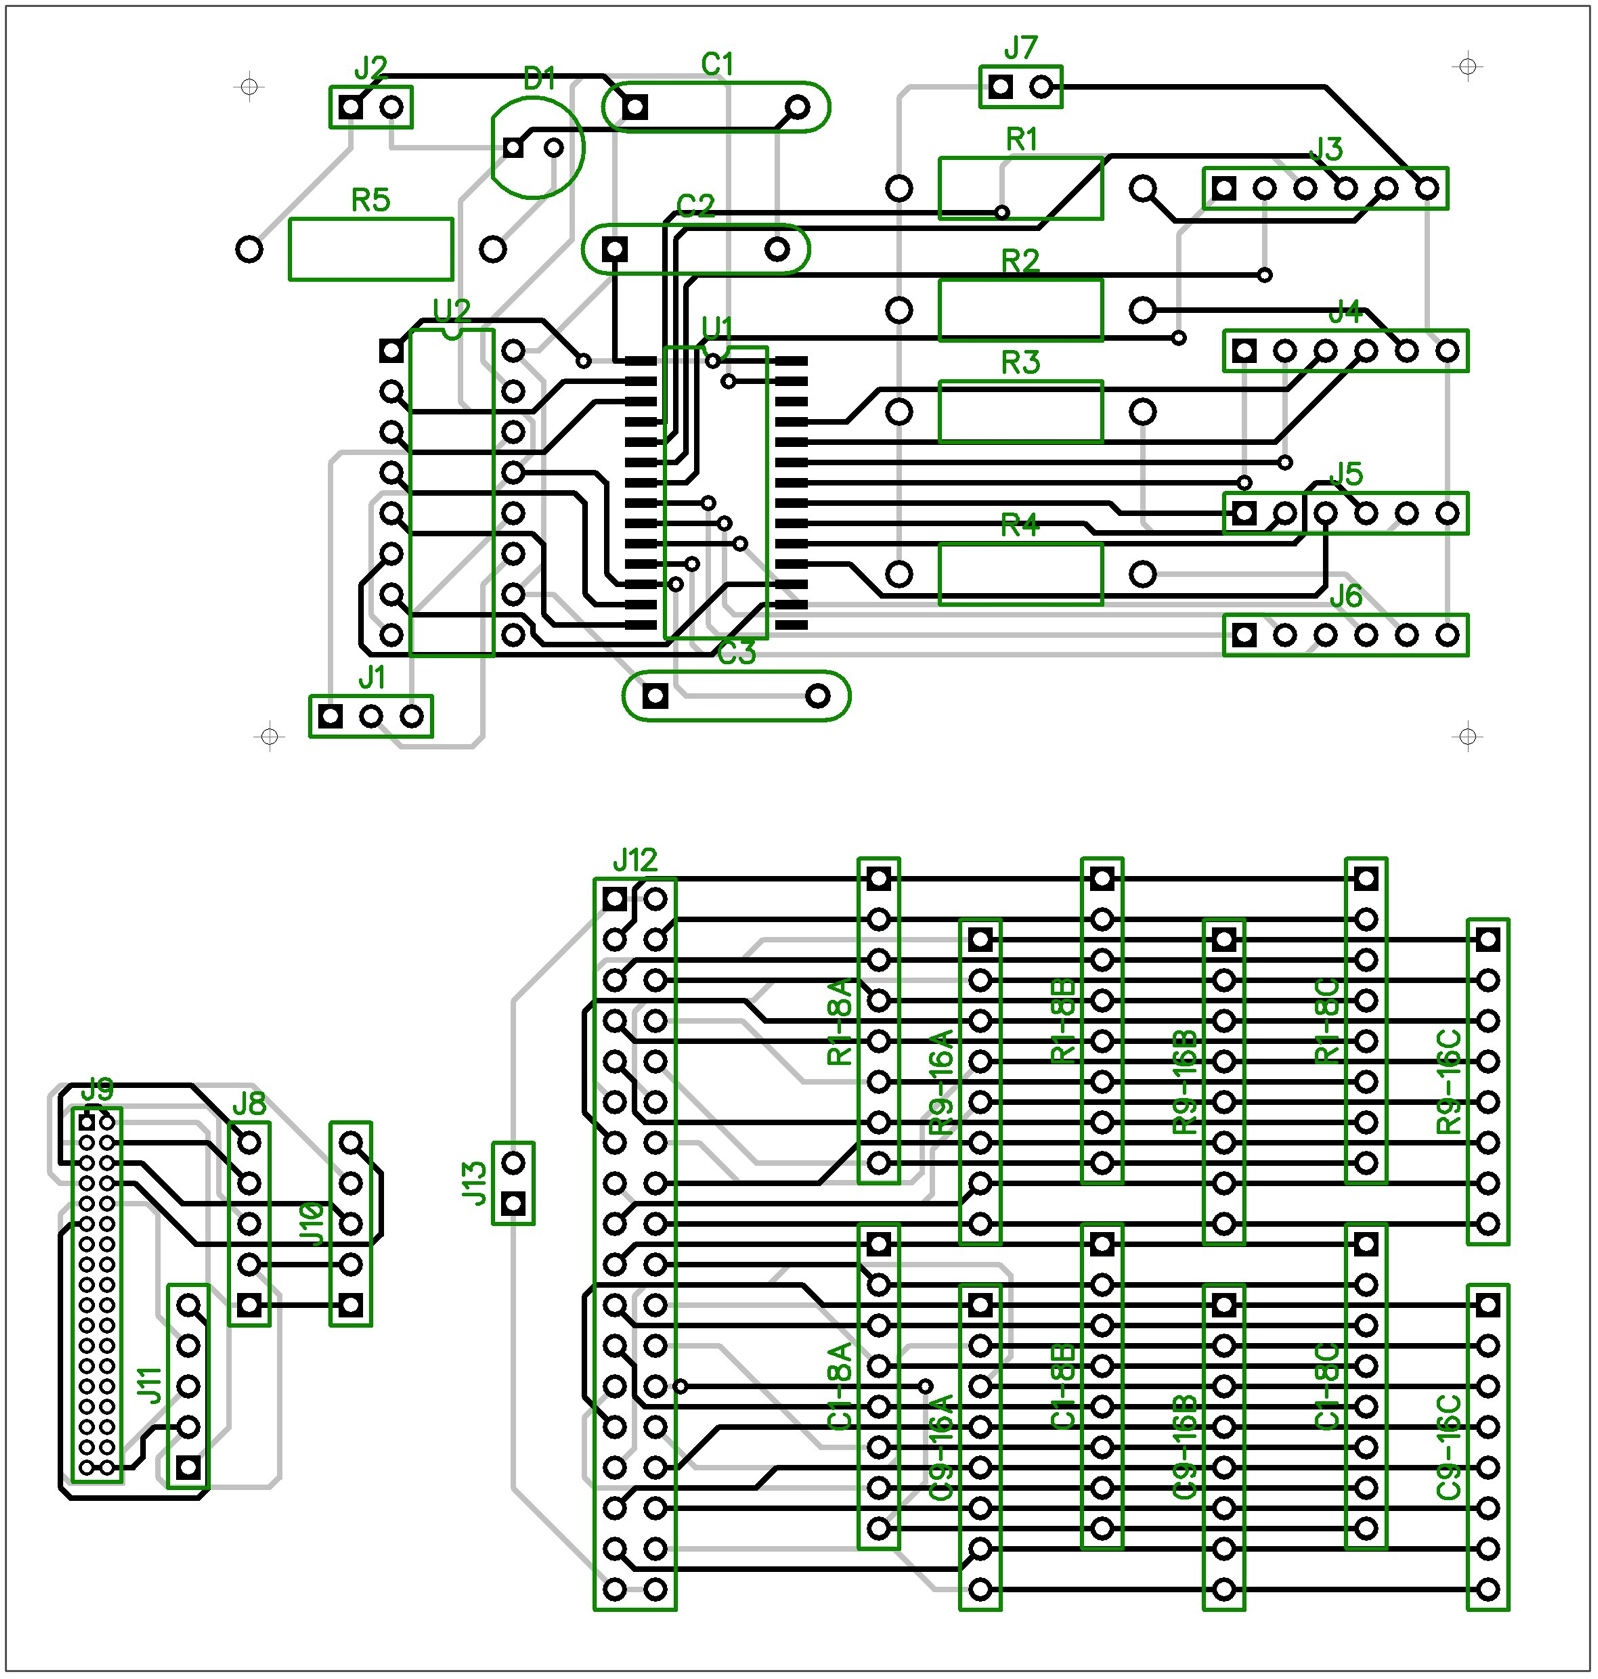 J7
C1
J2
D1
R1
J3
R5
C2
R2
U2
J4
U1
R3
J5
R4
J6
C3
J1
J12
R1-8A
R1-8B
R1-8C
R9-16A
R9-16B
R9-16C
J9
J8
J13
J10
J11
C1-8A
C1-8B
C1-8C
C9-16A
C9-16B
C9-16C